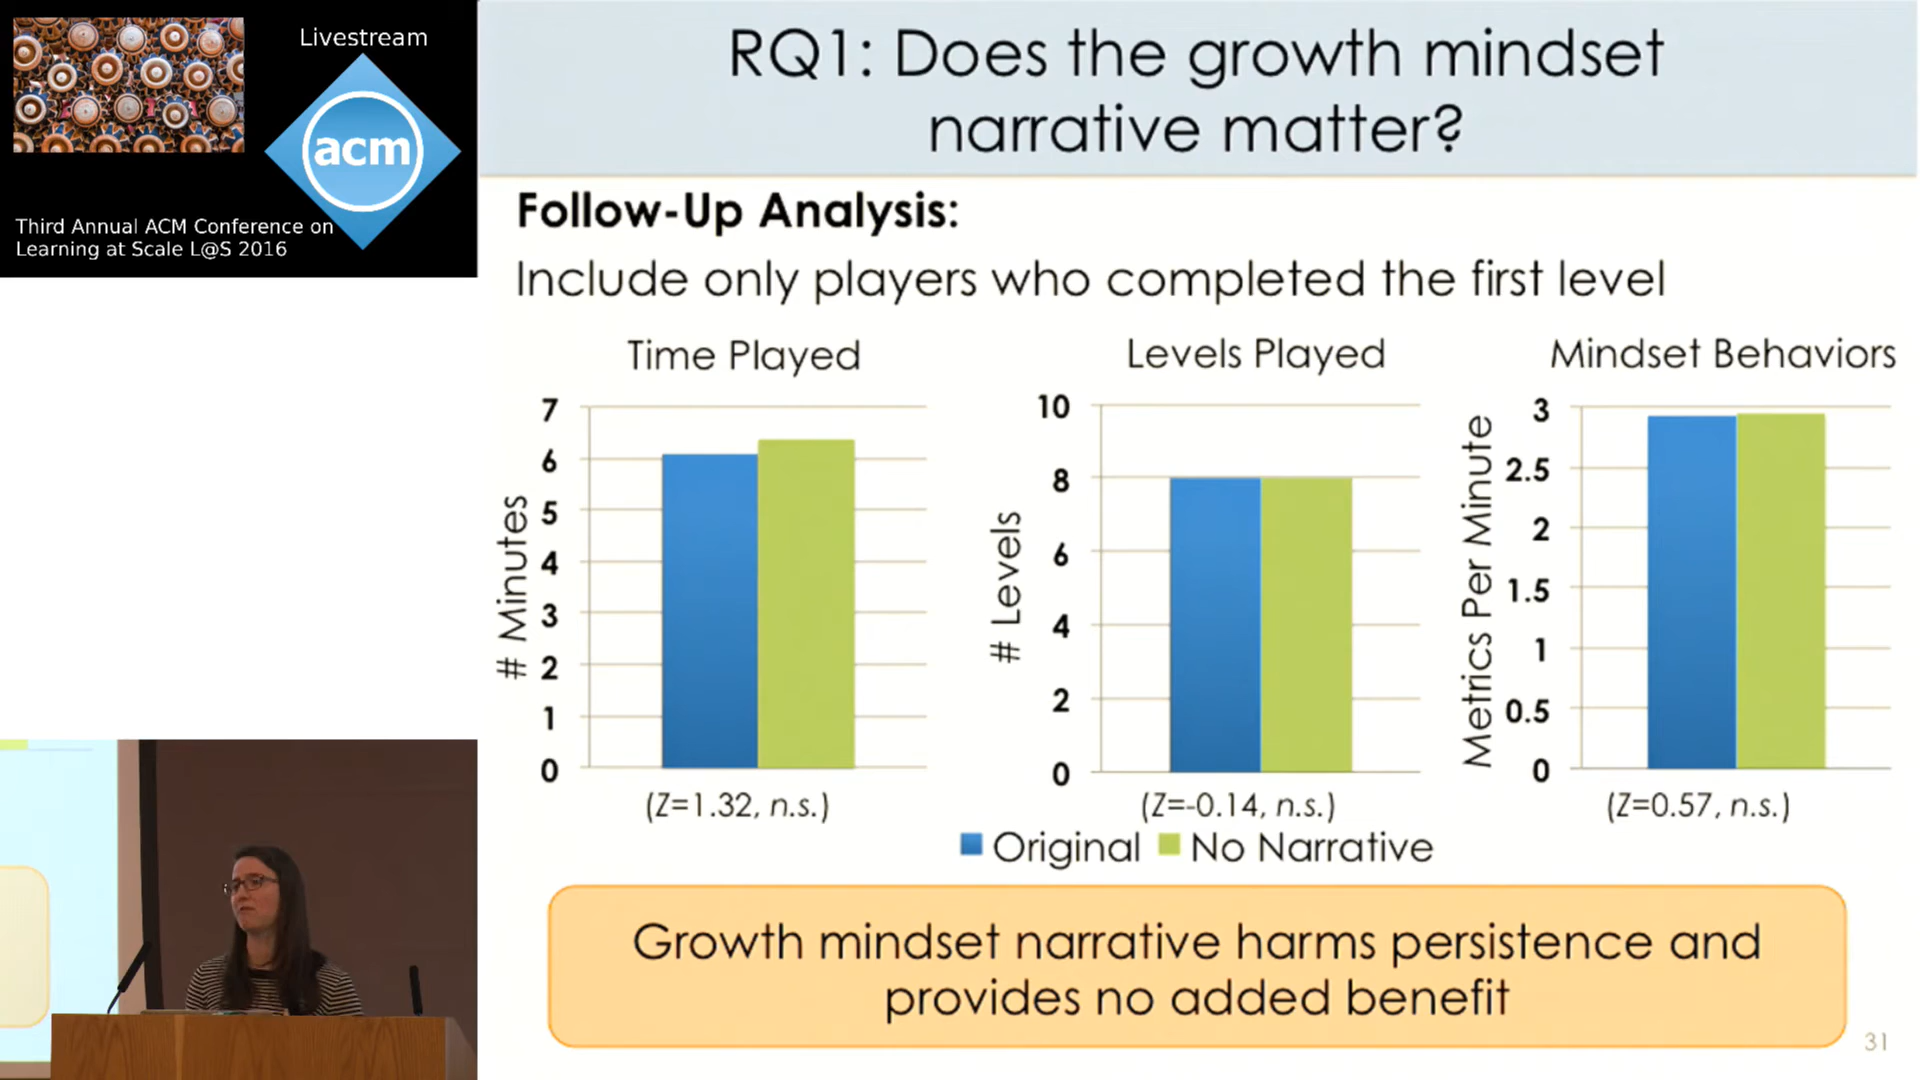 Livestream
acm
Third Annual ACM Conference on
Learning at Scale L@S 2016
RQ1: Does the growth mindset
narrative matter?
Follow-Up Analysis:
Include only players who completed the first level
Time Played
# Minutes
7
6
5
4
3
2
1
0
(Z=1.32, n.s.)
Levels Played
# Levels
10
8
6
4
2
0
(Z=-0.14, n.s.)
Mindset Behaviors
Metrics Per Minute
3
2.5
2
1.5
1
0.5
0
(Z=0.57, n.s.)
Original No Narrative
Growth mindset narrative harms persistence and
provides no added benefit
31